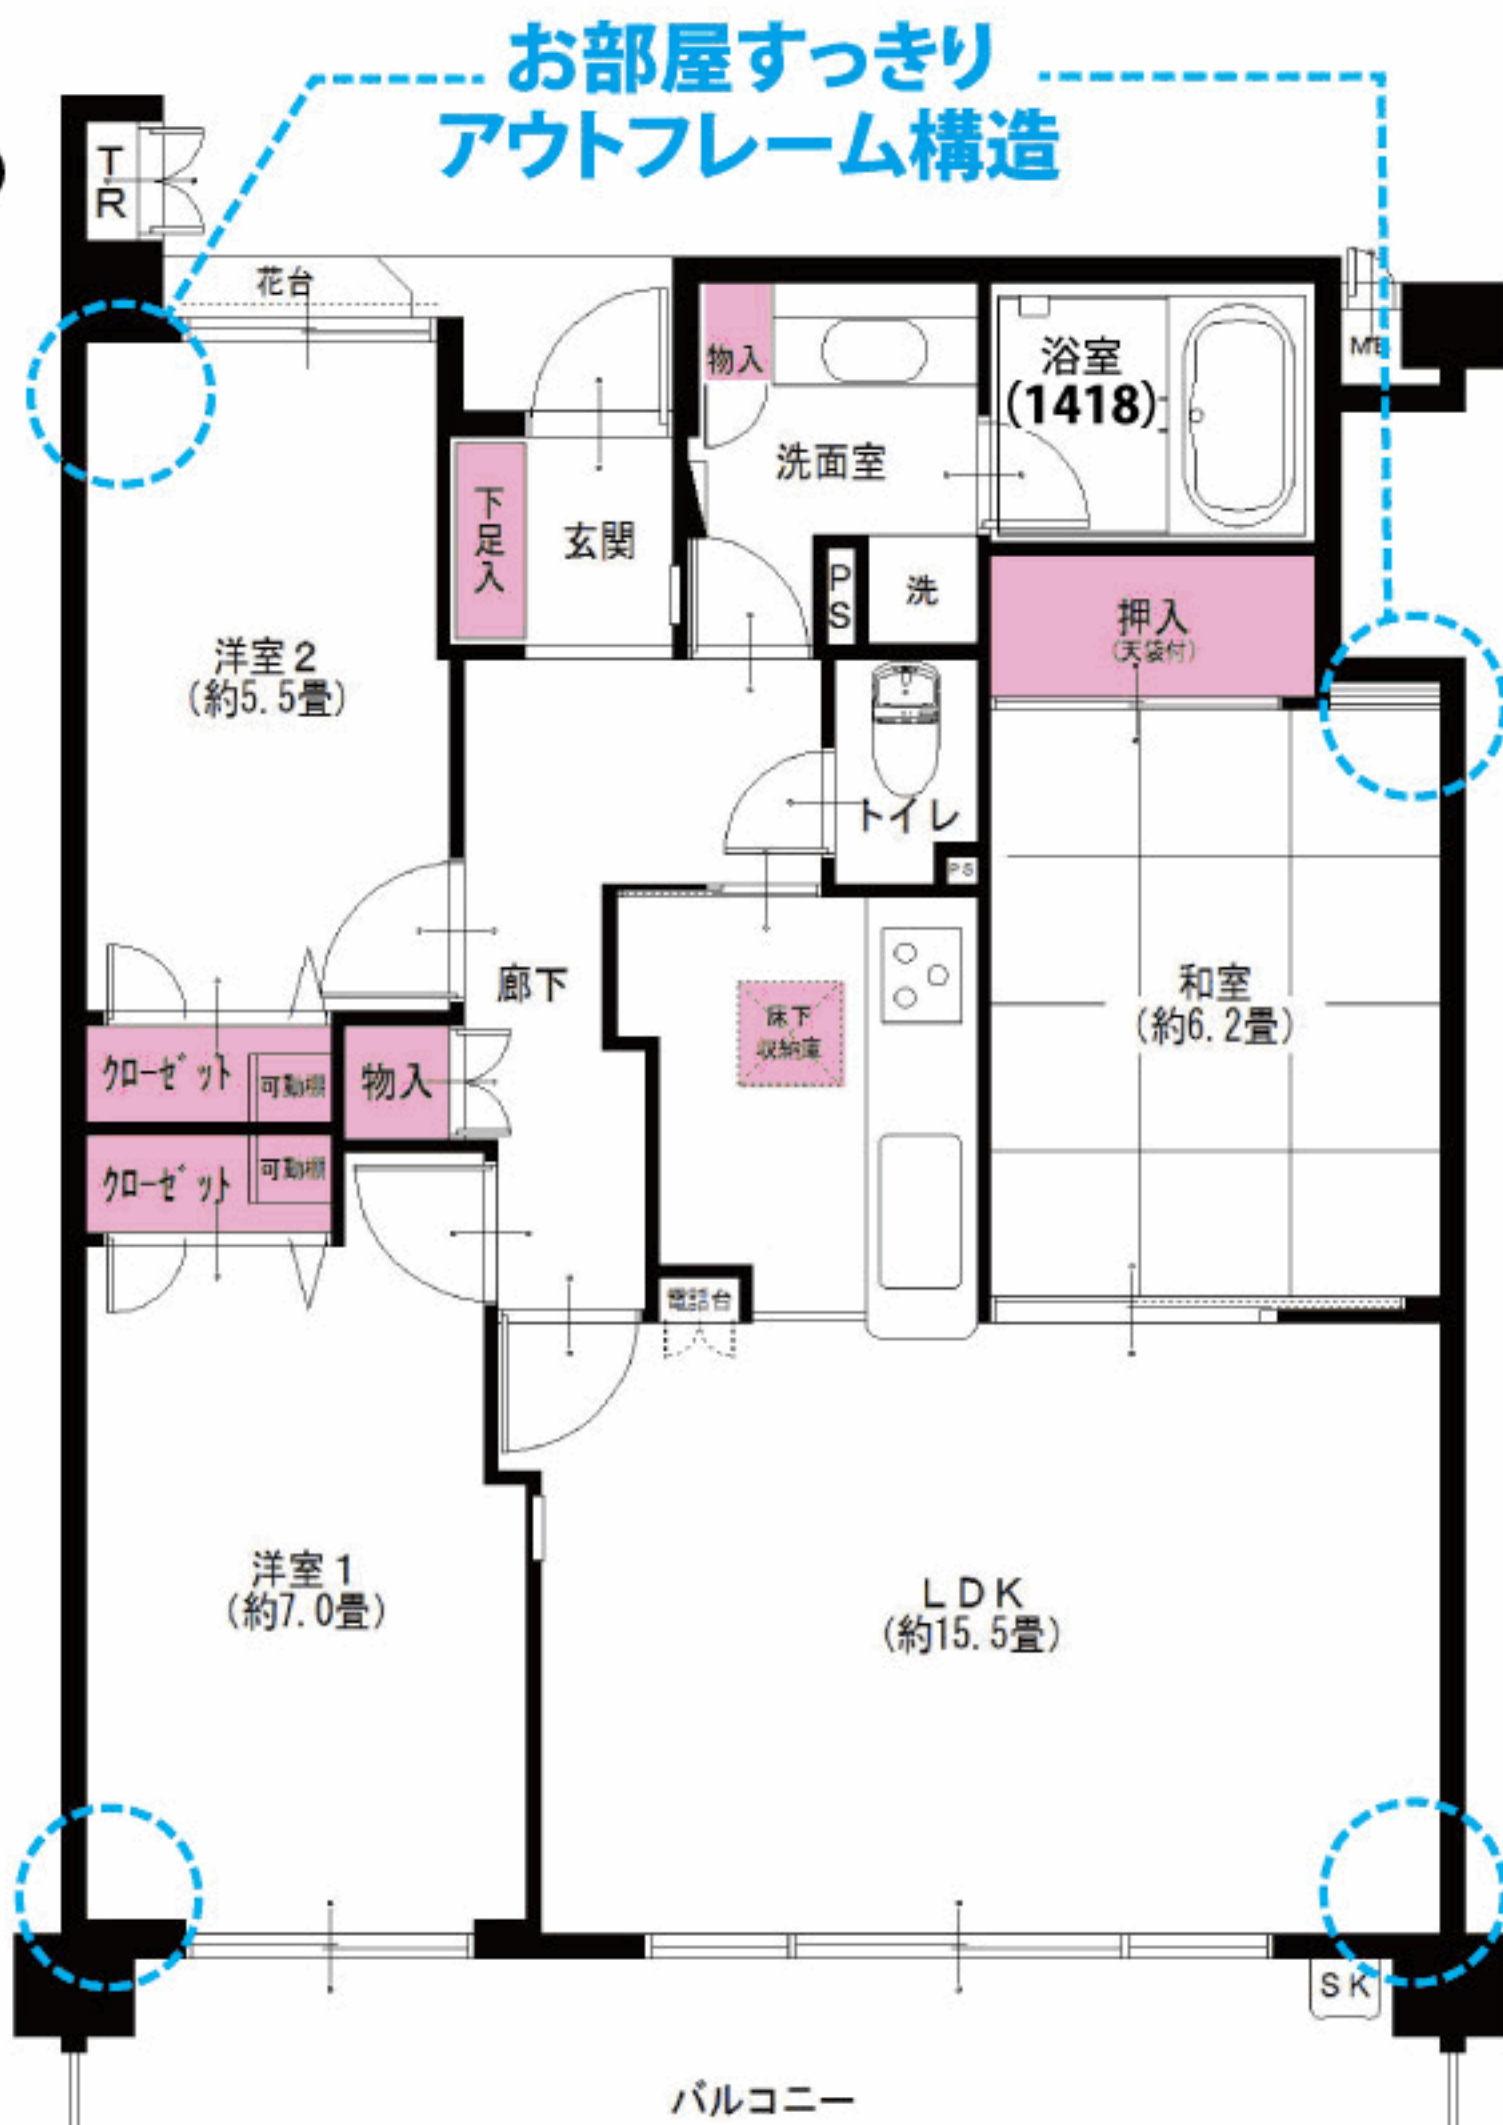 お部屋すっきり
アウトフレーム構造
TR
花台
物入
浴室
(1418)
MB
洗面室
下足入
玄関
PS
洗
押入
(天袋付)
洋室2
(約5.5畳)
トイレ
PS
廊下
床下
収納庫
和室
(約6.2畳)
クローゼット
可動棚
物入
クローゼット
可動棚
電話台
洋室1
(約7.0畳)
LDK
(約15.5畳)
SK
バルコニー